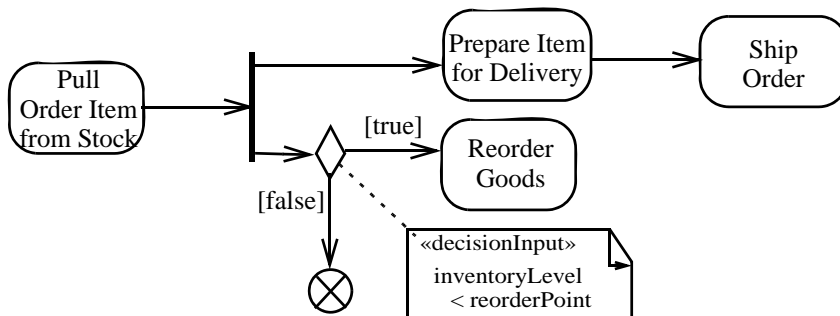 Pull
Order Item
from Stock
Prepare Item
for Delivery
Ship
Order
[true]
Reorder
Goods
[false]
«decisionInput»
inventoryLevel
< reorderPoint